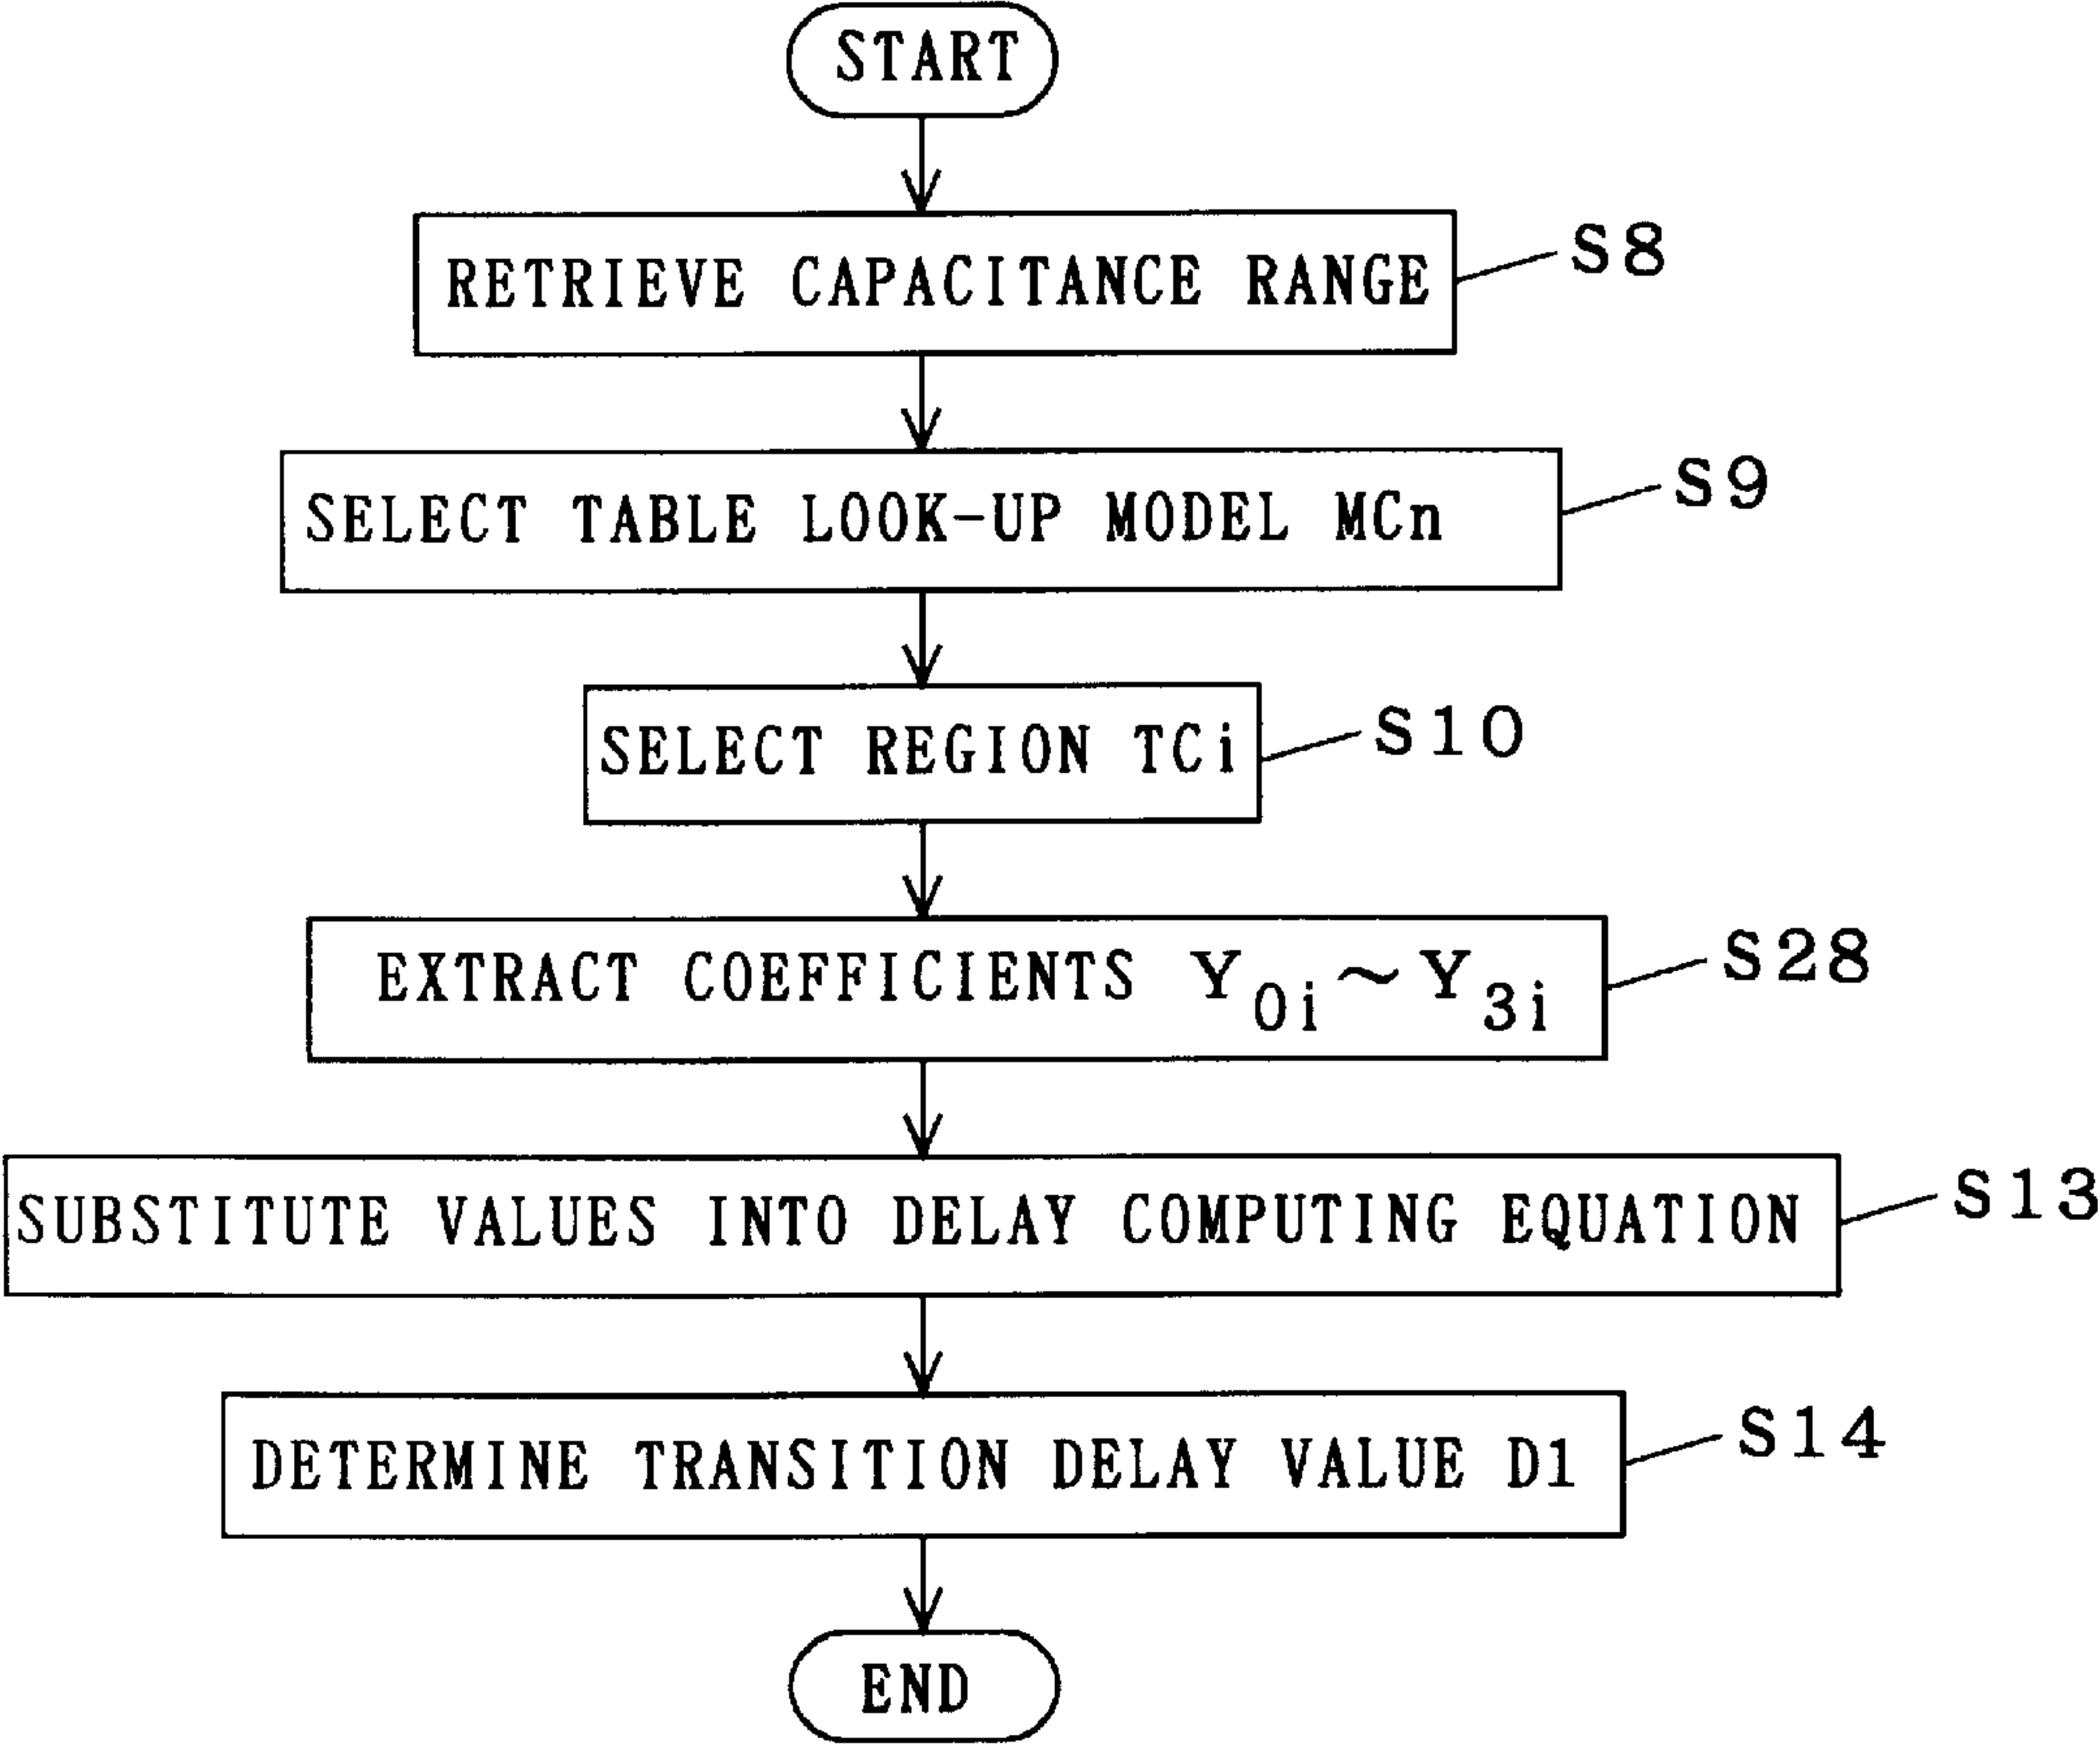 START
RETRIEVE CAPACITANCE RANGE
S8
SELECT TABLE LOOK-UP MODEL MCn
S9
SELECT REGION TCi
S10
EXTRACT COEFFICIENTS Y0i~Y3i
S28
SUBSTITUTE VALUES INTO DELAY COMPUTING EQUATION
S13
DETERMINE TRANSITION DELAY VALUE D1
S14
END